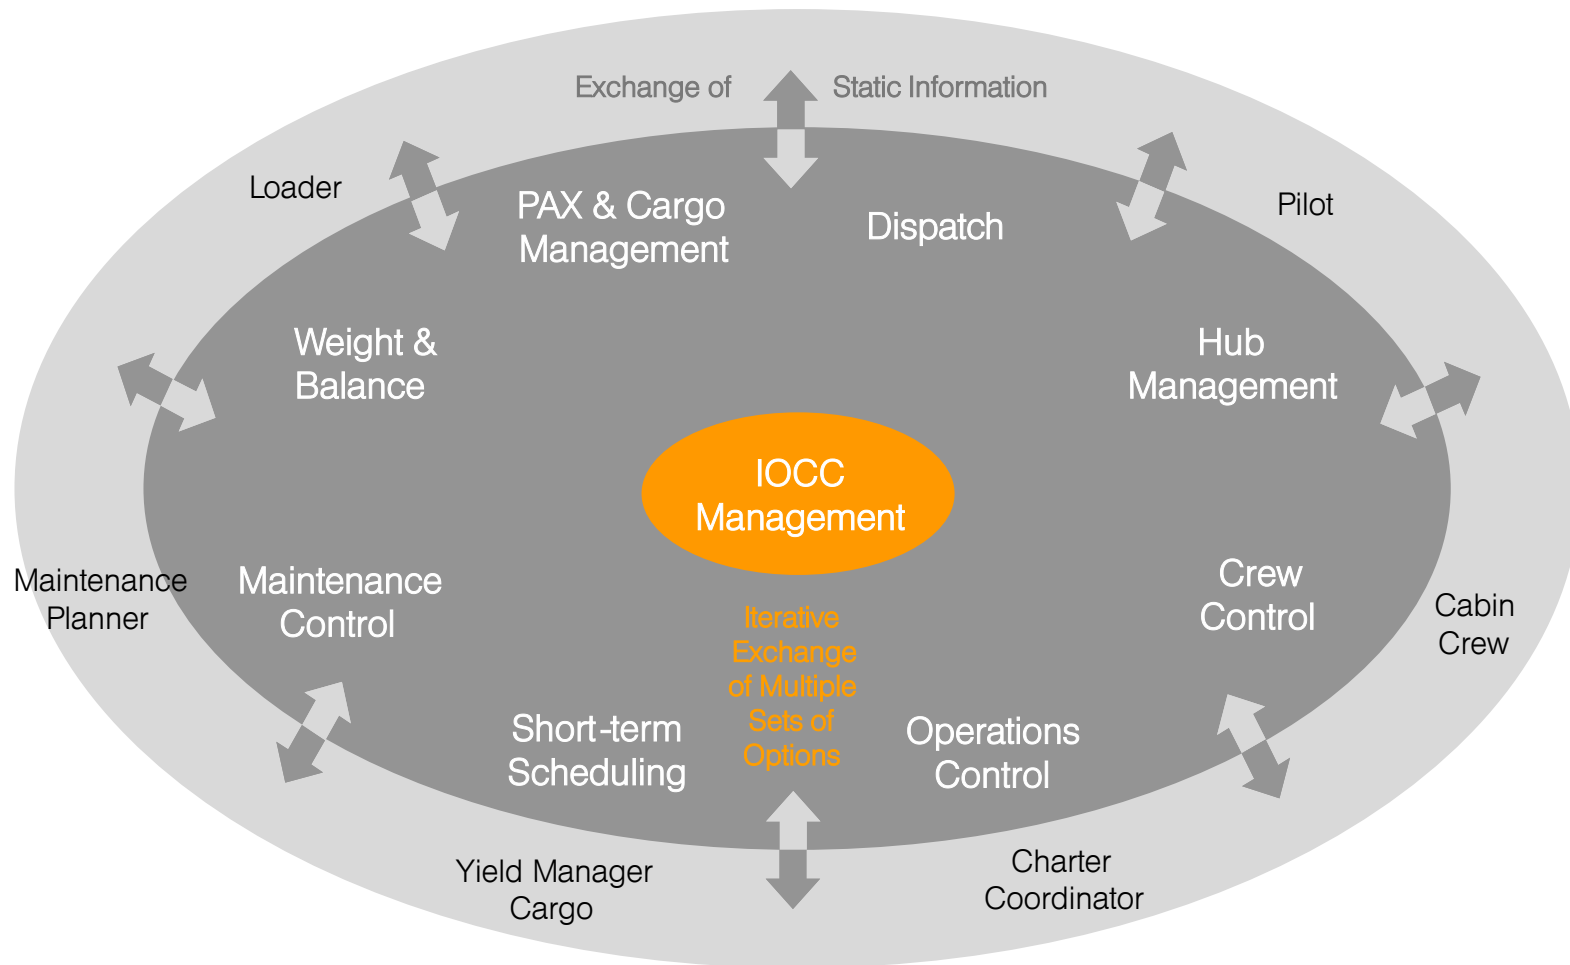 Exchange of Static Information
Loader
Pilot
PAX & Cargo
Management
Dispatch
Weight &
Balance
Hub
Management
IOCC
Management
Maintenance
Planner
Maintenance
Control
Crew
Control
Cabin
Crew
Iterative
Exchange
of Multiple
Sets of
Options
Short-term
Scheduling
Operations
Control
Yield Manager
Cargo
Charter
Coordinator